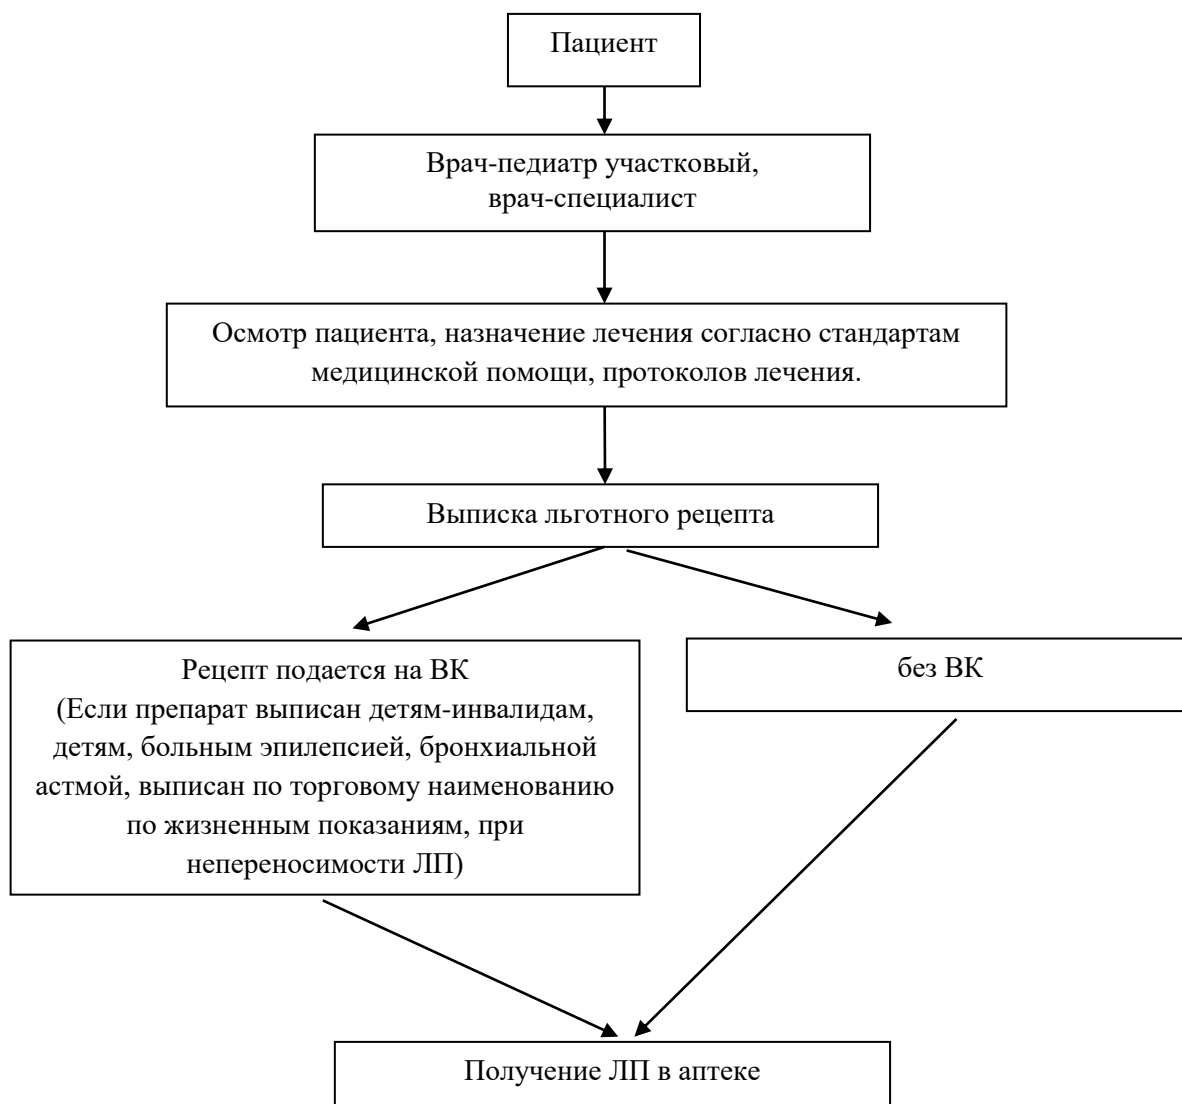 Пациент
Врач-педиатр участковый,
врач-специалист
Осмотр пациента, назначение лечения согласно стандартам
медицинской помощи, протоколов лечения.
Выписка льготного рецепта
Рецепт подается на ВК
(Если препарат выписан детям-инвалидам,
детям, больным эпилепсией, бронхиальной
астмой, выписан по торговому наименованию
по жизненным показаниям, при
непереносимости ЛП)
без ВК
Получение ЛП в аптеке